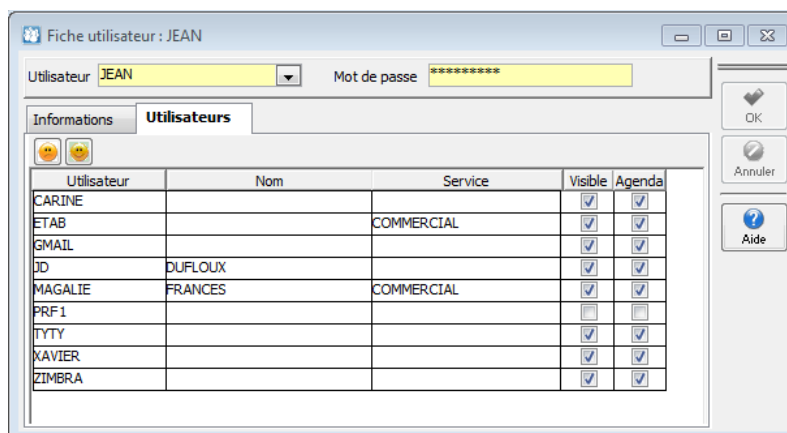 Fiche utilisateur : JEAN
Utilisateur JEAN Mot de passe *********
Informations Utilisateurs
OK
Annuler
Aide
Utilisateur Nom Service Visible Agenda
CARINE
ETAB COMMERCIAL
GMAIL
JD DUFLOUX
MAGALIE FRANCES COMMERCIAL
PRF1
TYTY
XAVIER
ZIMBRA